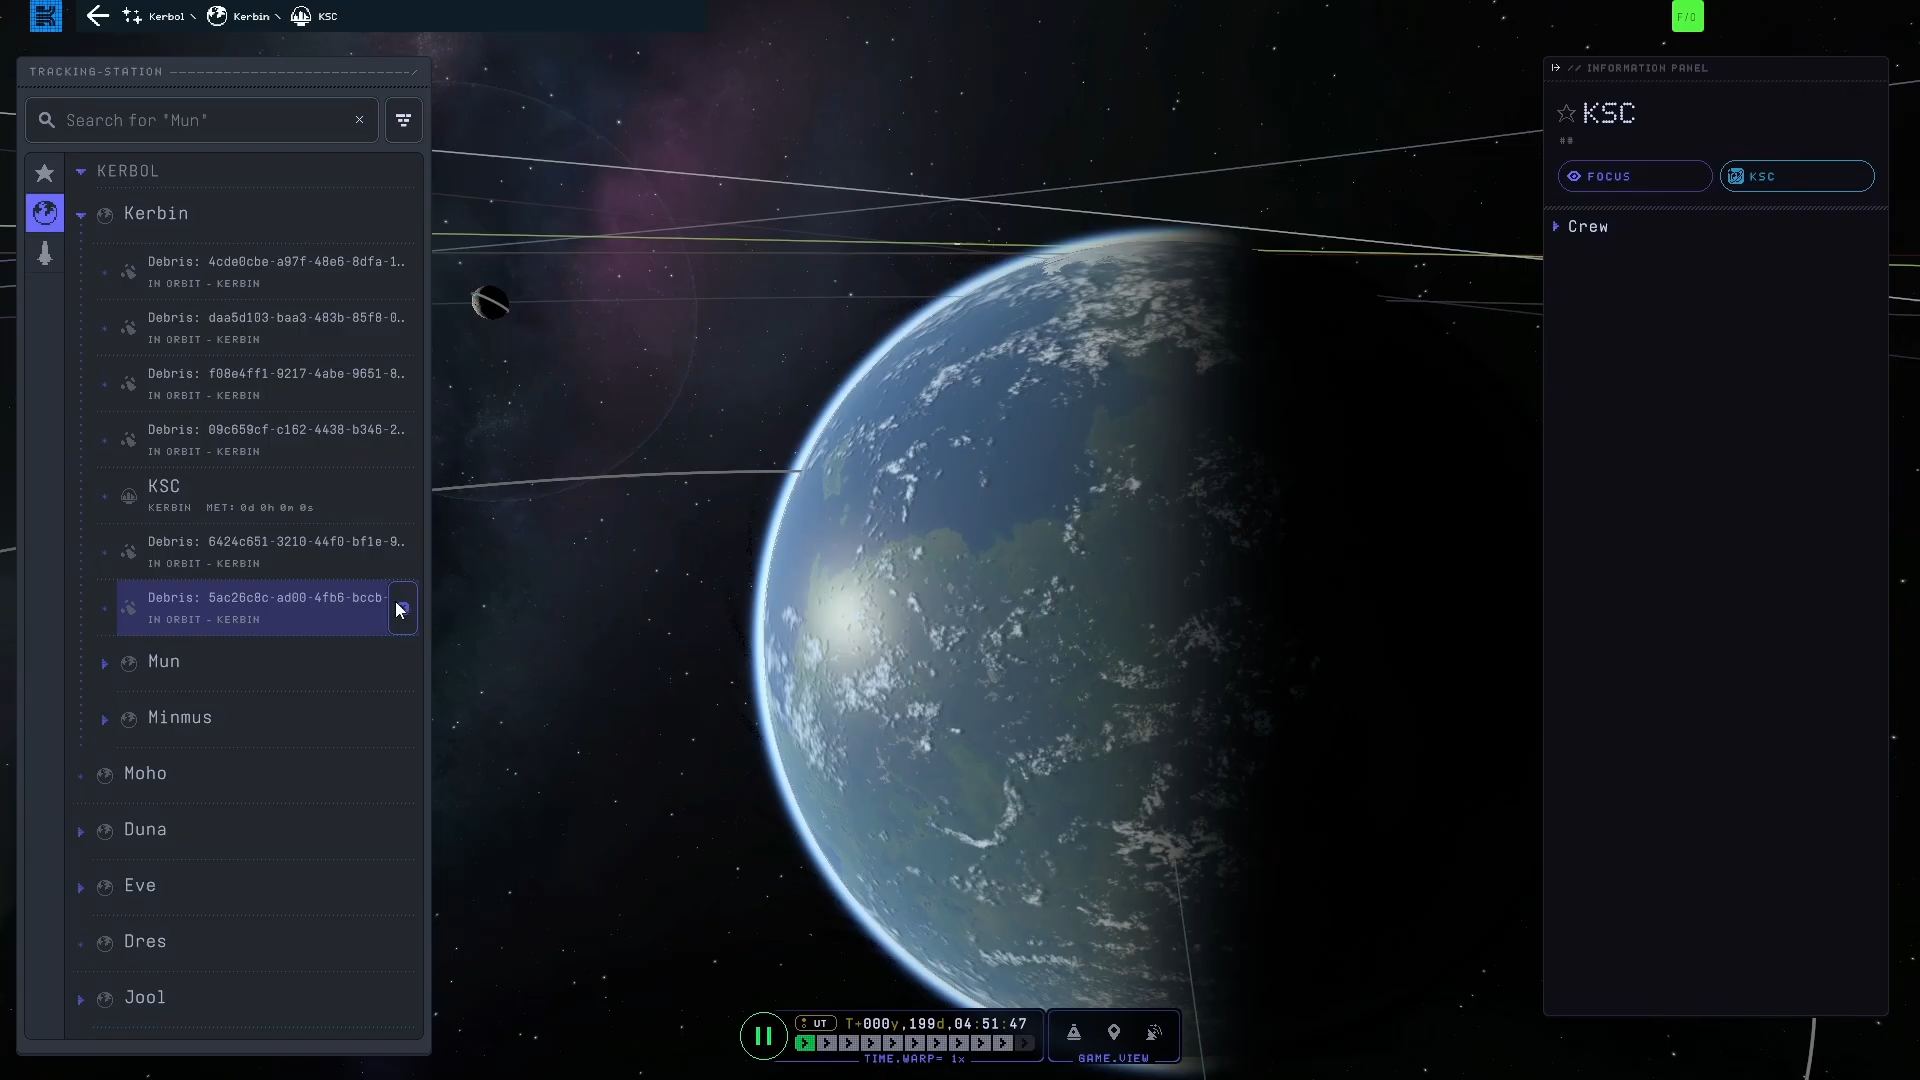 Kerbol \ Kerbin \ KSC
F/O
TRACKING-STATION
Search for "Mun"
KERBOL
Kerbin
Debris: 4cde0cbe-a97f-48e6-8dfa-1..
IN ORBIT - KERBIN
Debris: daa5d103-baa3-483b-85f8-0..
IN ORBIT - KERBIN
Debris: f08e4ff1-9217-4abe-9651-8..
IN ORBIT - KERBIN
Debris: 09c659cf-c162-4438-b346-2..
IN ORBIT - KERBIN
KSC
KERBIN MET: 0d 0h 0m 0s
Debris: 6424c651-3210-44f0-bf1e-9..
IN ORBIT - KERBIN
Debris: 5ac26c8c-ad00-4fb6-bccb-
IN ORBIT - KERBIN
Mun
Minmus
Moho
Duna
Eve
Dres
Jool
// INFORMATION PANEL
KSC
##
FOCUS
KSC
Crew
UT T+000y,199d,04:51:47
TIME.WARP= 1x
GAME.VIEW